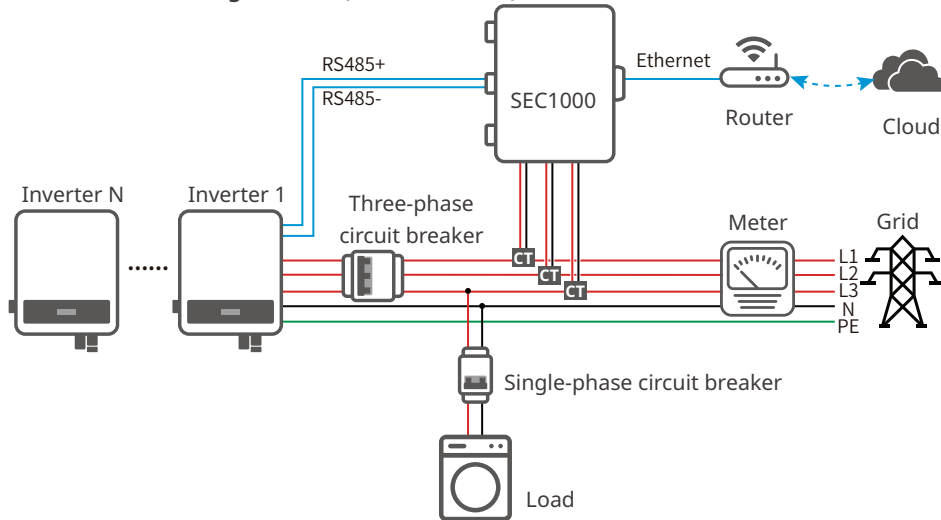 RS485+
RS485-
SEC1000
Ethernet
Router
Cloud
Inverter N
Inverter 1
Three-phase
circuit breaker
CT
CT
CT
Meter
Grid
L1
L2
L3
N
PE
Single-phase circuit breaker
Load